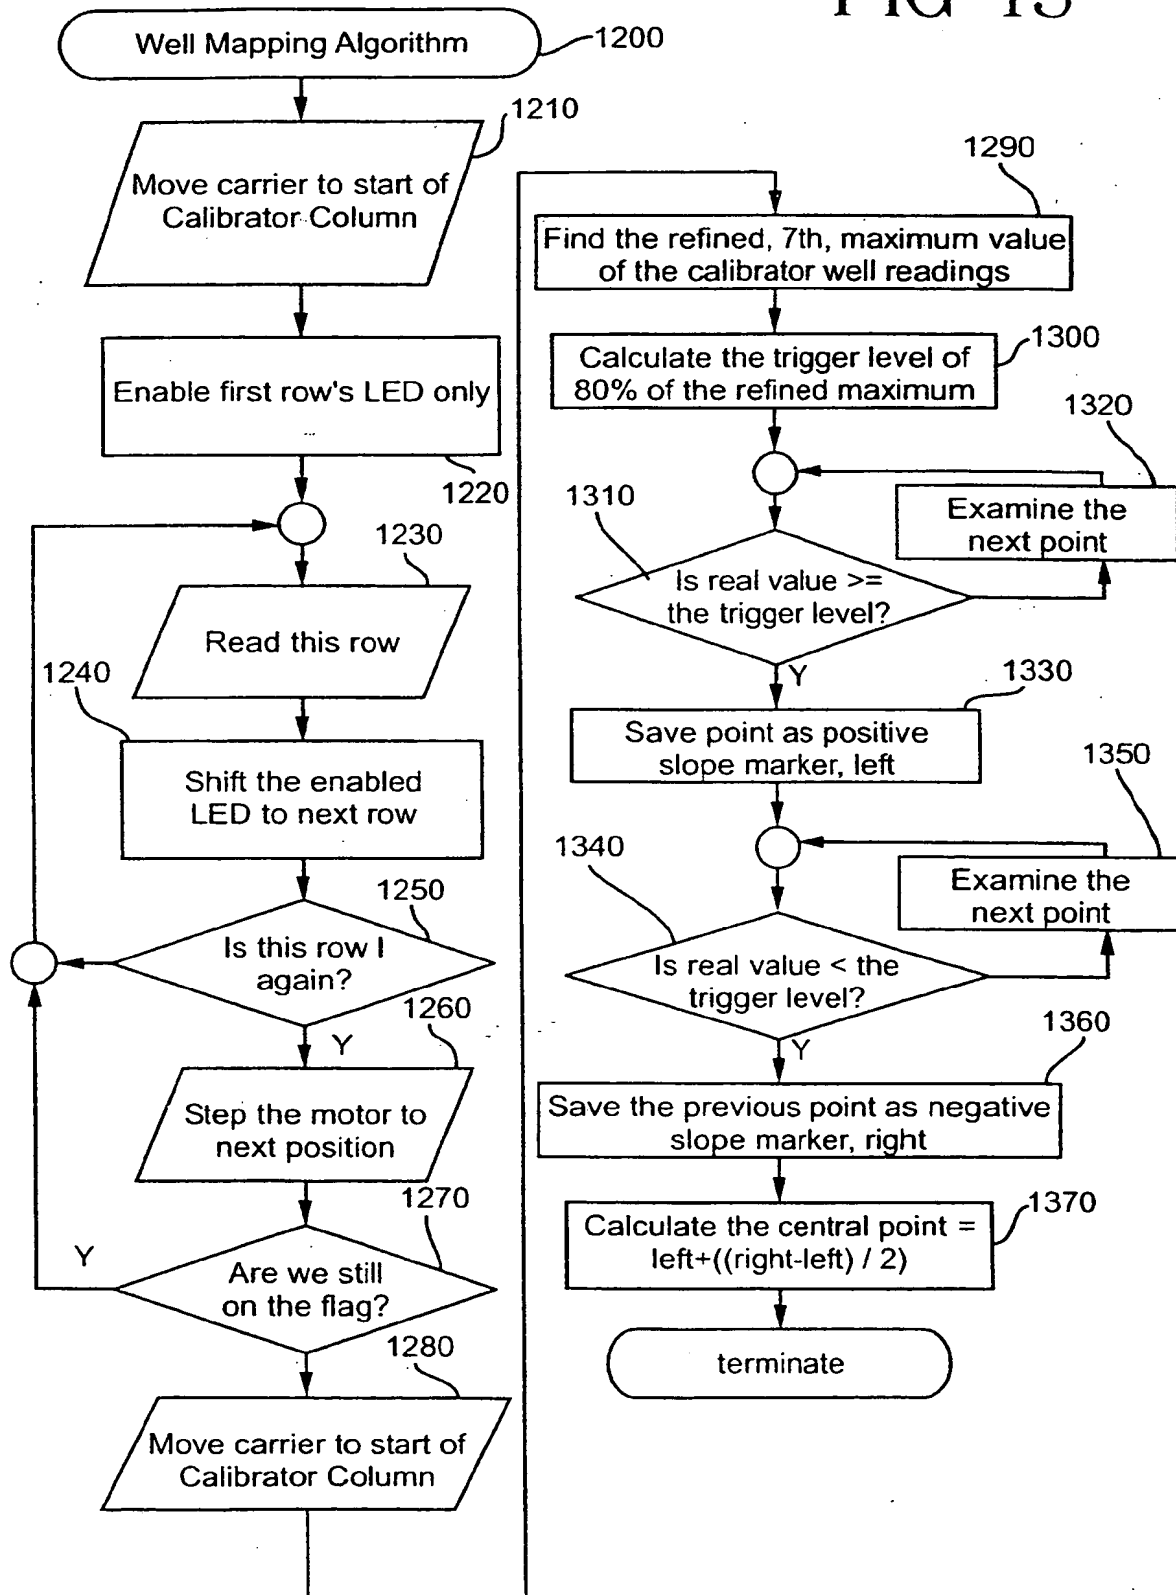 FIG 13
Well Mapping Algorithm
1200
1210
Move carrier to start of
Calibrator Column
Enable first row's LED only
1220
1230
Read this row
1240
Shift the enabled
LED to next row
1250
Is this row I
again?
Y
1260
Step the motor to
next position
1270
Are we still
on the flag?
Y
1280
Move carrier to start of
Calibrator Column
1290
Find the refined, 7th, maximum value
of the calibrator well readings
1300
Calculate the trigger level of
80% of the refined maximum
1310
Is real value >=
the trigger level?
Y
1320
Examine the
next point
1330
Save point as positive
slope marker, left
1340
Is real value < the
trigger level?
Y
1350
Examine the
next point
1360
Save the previous point as negative
slope marker, right
1370
Calculate the central point =
left+((right-left) / 2)
terminate